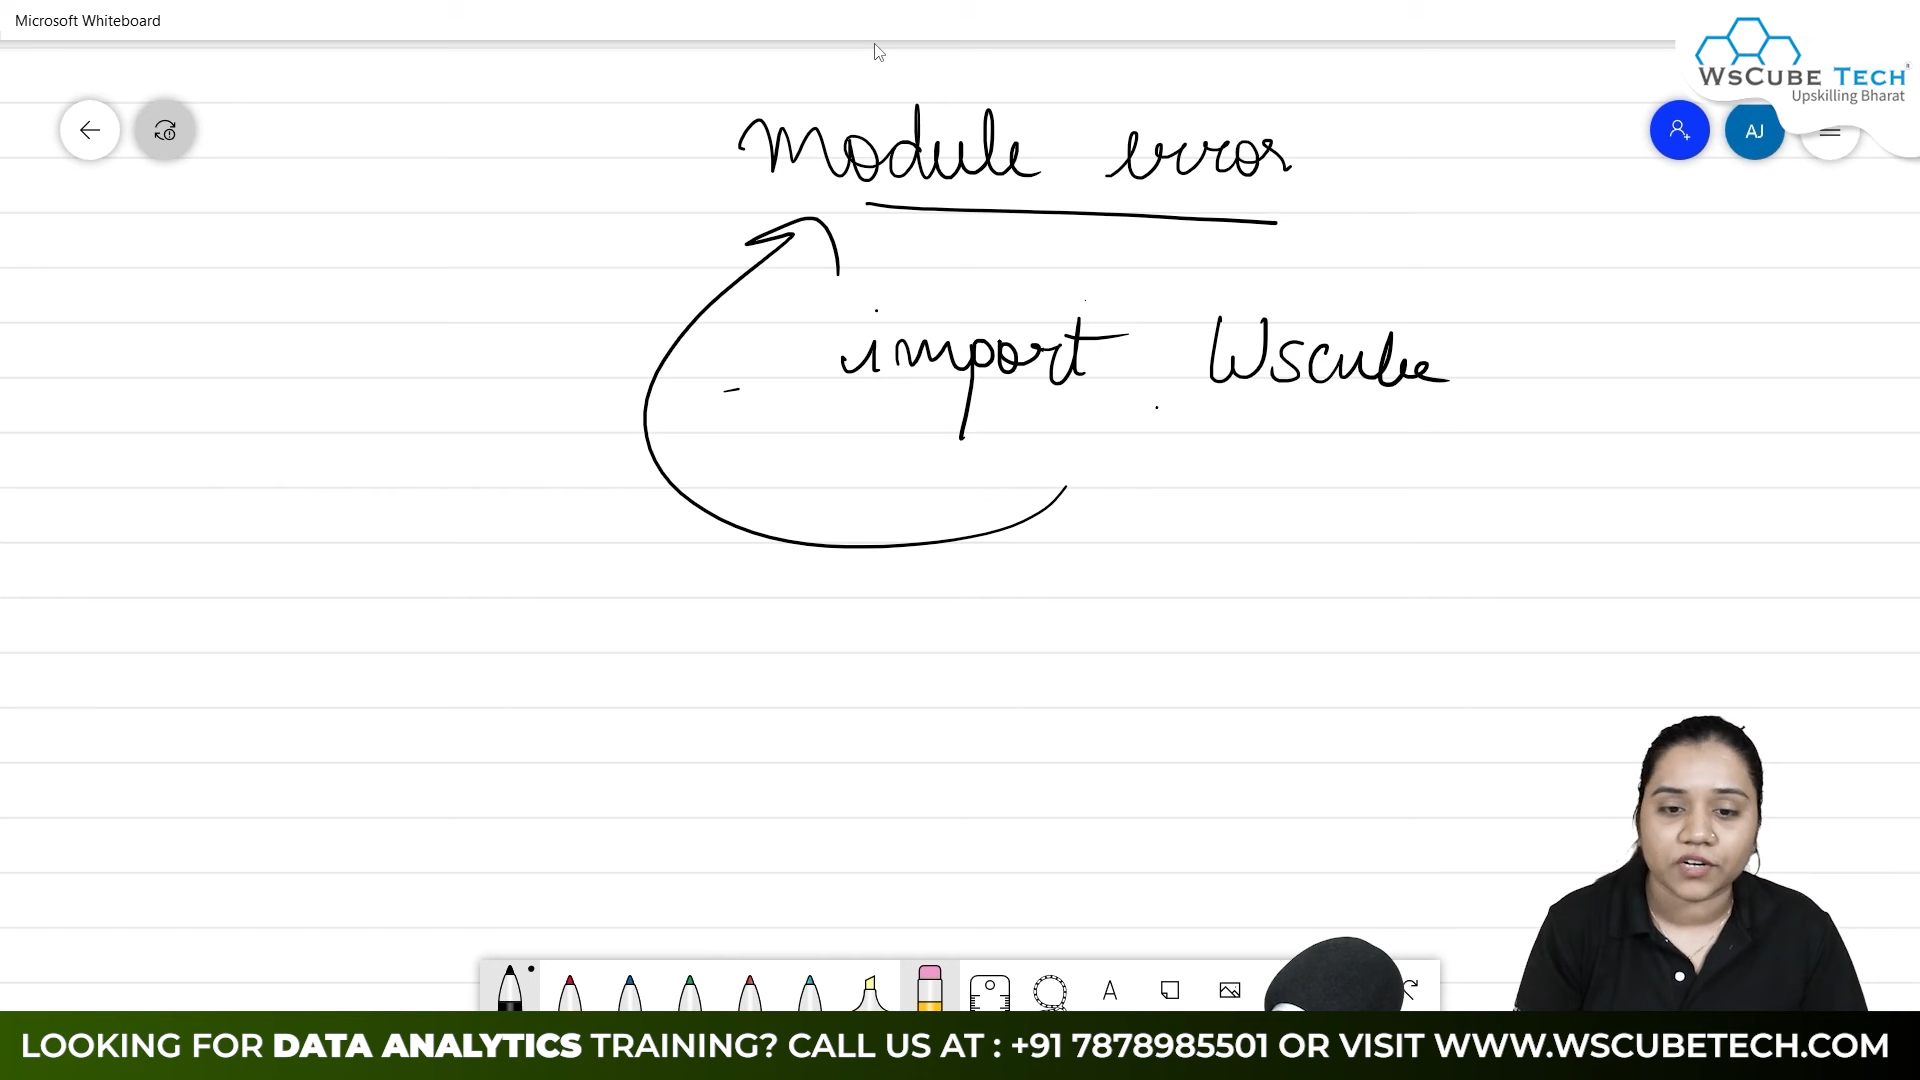 Microsoft Whiteboard
WSCUBE TECH
Upskilling Bharat
AJ
Module error
import Wscube
A
LOOKING FOR DATA ANALYTICS TRAINING? CALL US AT : +91 7878985501 OR VISIT WWW.WSCUBETECH.COM